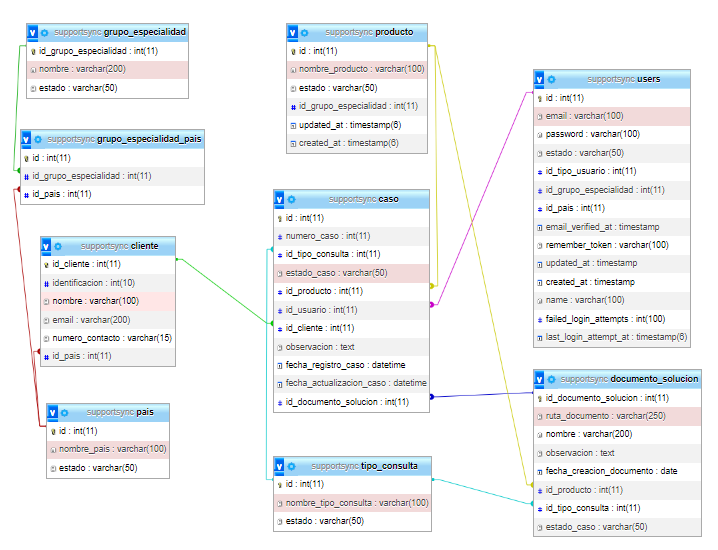 supportsync grupo_especialidad
id_grupo_especialidad : int(11)
nombre : varchar(200)
estado : varchar(50)
supportsync grupo_especialidad_pais
id : int(11)
id_grupo_especialidad : int(11)
id_pais : int(11)
supportsync cliente
id_cliente : int(11)
identificacion : int(10)
nombre : varchar(100)
email : varchar(200)
numero_contacto : varchar(15)
id_pais : int(11)
supportsync pais
id : int(11)
nombre_pais : varchar(100)
estado : varchar(50)
supportsync producto
id : int(11)
nombre_producto : varchar(100)
estado : varchar(50)
id_grupo_especialidad : int(11)
updated_at : timestamp(6)
created_at : timestamp(6)
supportsync caso
id : int(11)
numero_caso : int(11)
id_tipo_consulta : int(11)
estado_caso : varchar(50)
id_producto : int(11)
id_usuario : int(11)
id_cliente : int(11)
observacion : text
fecha_registro_caso : datetime
fecha_actualizacion_caso : datetime
id_documento_solucion : int(11)
supportsync tipo_consulta
id : int(11)
nombre_tipo_consulta : varchar(100)
estado : varchar(50)
supportsync users
id : int(11)
email : varchar(100)
password : varchar(100)
estado : varchar(50)
id_tipo_usuario : int(11)
id_grupo_especialidad : int(11)
id_pais : int(11)
email_verified_at : timestamp
remember_token : varchar(100)
updated_at : timestamp
created_at : timestamp
name : varchar(100)
failed_login_attempts : int(100)
last_login_attempt_at : timestamp(6)
supportsync documento_solucion
id_documento_solucion : int(11)
ruta_documento : varchar(250)
nombre : varchar(200)
observacion : text
fecha_creacion_documento : date
id_producto : int(11)
id_tipo_consulta : int(11)
estado_caso : varchar(50)